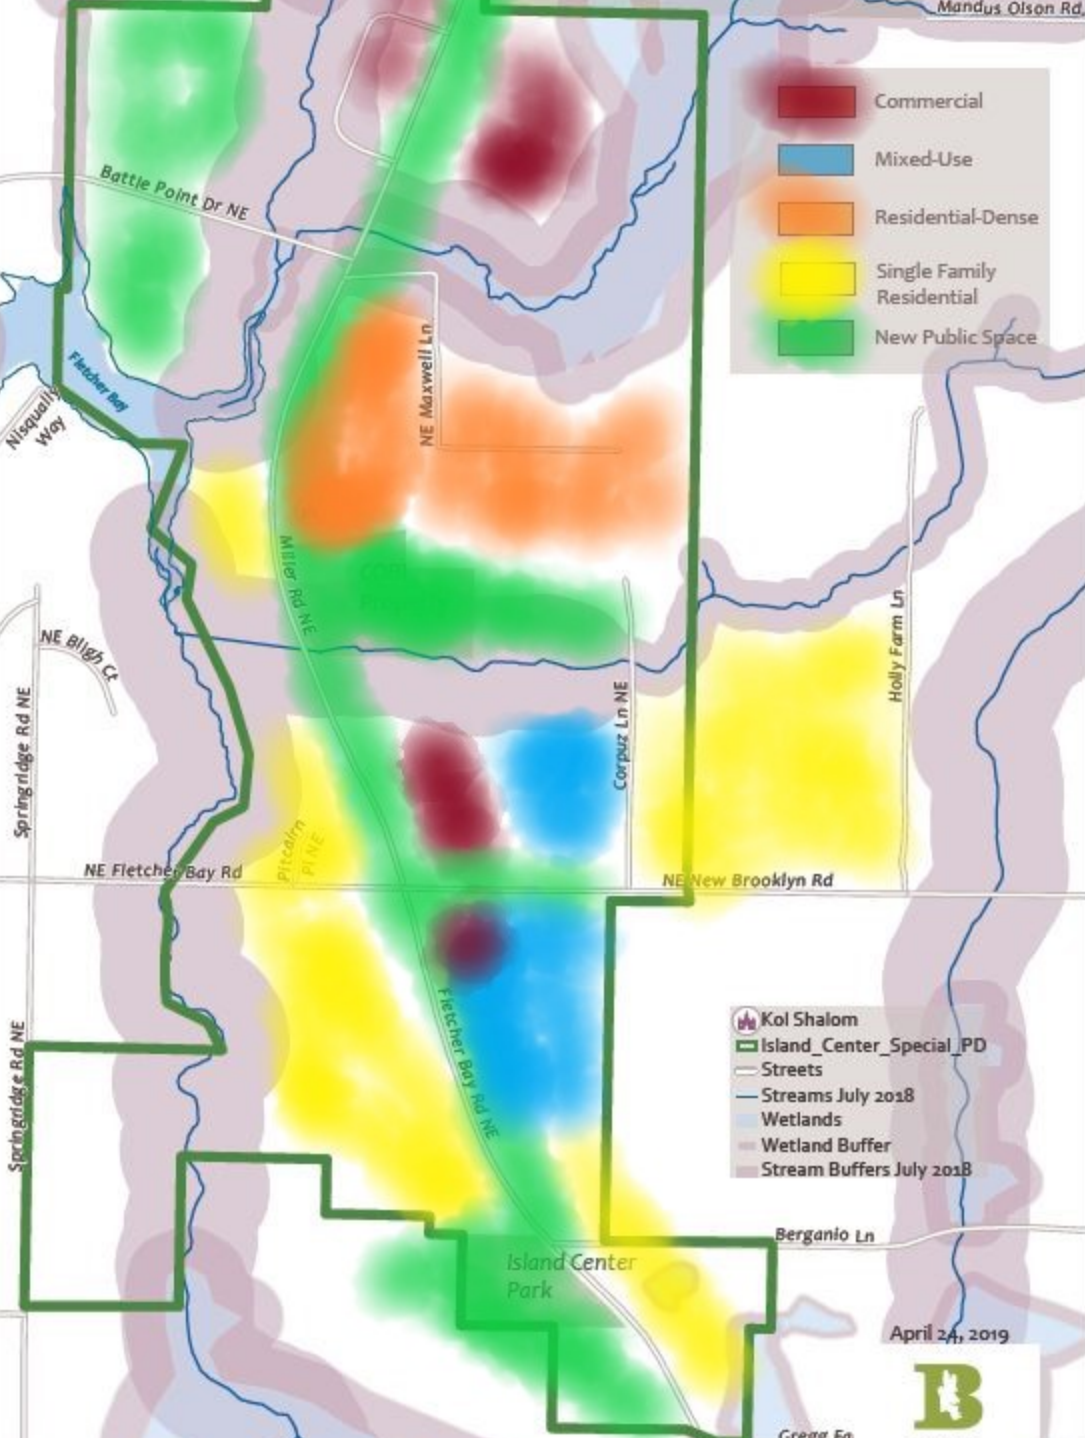 Mandus Olson Rd
Commercial
Mixed-Use
Residential-Dense
Single Family
Residential
New Public Space
Battle Point Dr NE
Fletcher Bay
Nisqually
Way
NE Maxwell Ln
Miller Rd NE
NE Bligh Ct
Springridge Rd NE
Corpuz Ln NE
Holly Farm Ln
Pitcairn
Pl NE
NE Fletcher Bay Rd
NE New Brooklyn Rd
Fletcher Bay Rd NE
Springridge Rd NE
Kol Shalom
Island_Center_Special_PD
Streets
Streams July 2018
Wetlands
Wetland Buffer
Stream Buffers July 2018
Berganio Ln
Island Center
Park
April 24, 2019
B